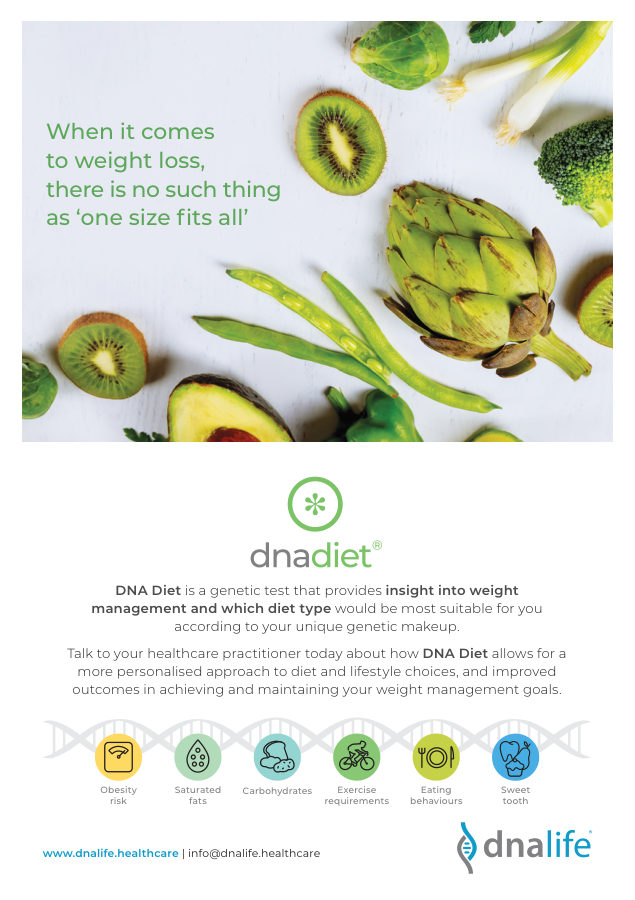 When it comes
to weight loss,
there is no such thing
as ‘one size fits all’
dnadiet®
DNA Diet is a genetic test that provides insight into weight
management and which diet type would be most suitable for you
according to your unique genetic makeup.
Talk to your healthcare practitioner today about how DNA Diet allows for a
more personalised approach to diet and lifestyle choices, and improved
outcomes in achieving and maintaining your weight management goals.
Obesity
risk
Saturated
fats
Carbohydrates
Exercise
requirements
Eating
behaviours
Sweet
tooth
www.dnalife.healthcare | info@dnalife.healthcare
dnalife®